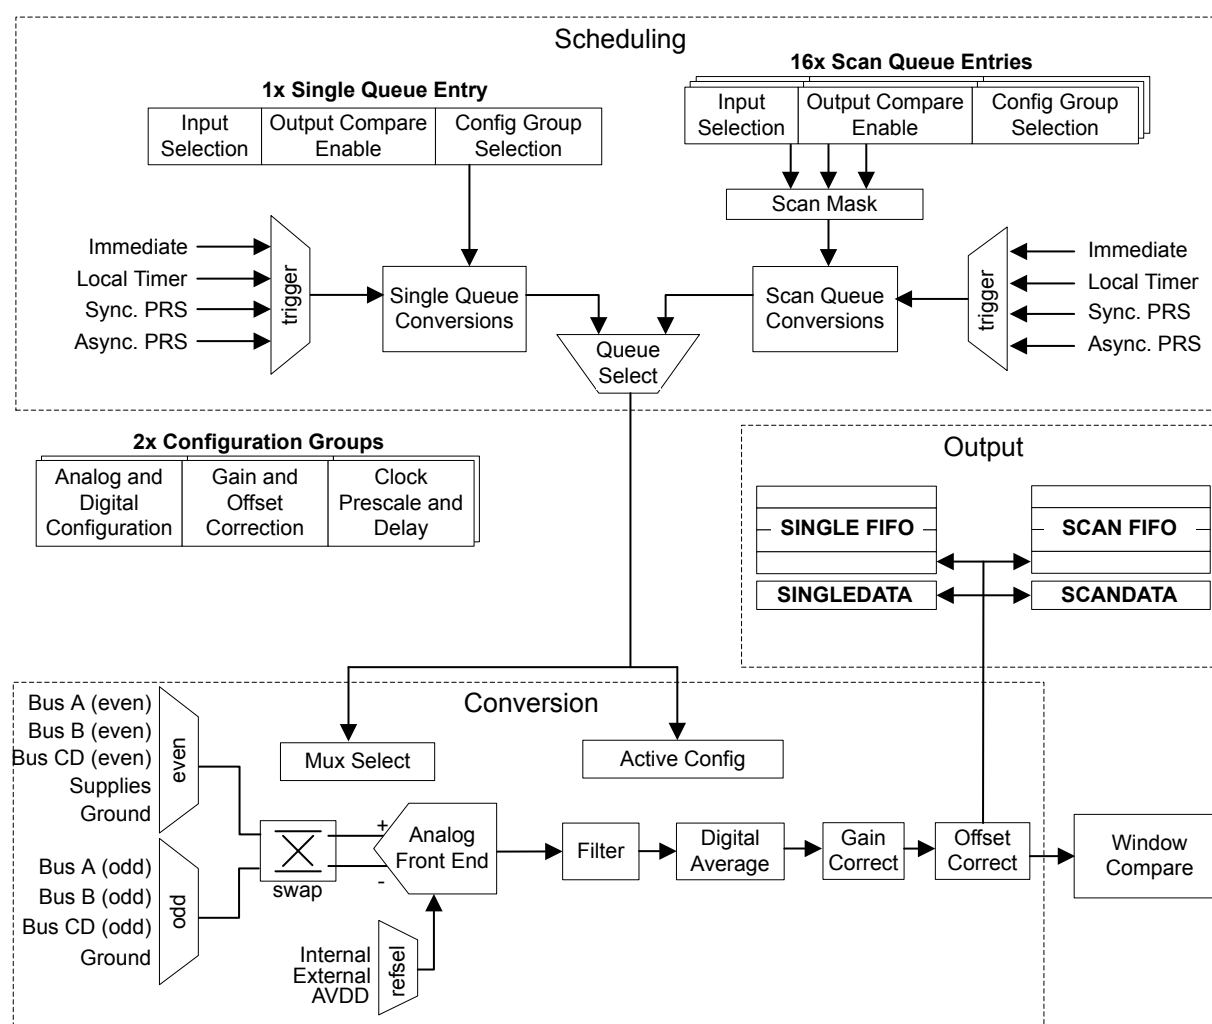 Scheduling
1x Single Queue Entry
Input
Selection
Output Compare
Enable
Config Group
Selection
16x Scan Queue Entries
Input
Selection
Output Compare
Enable
Config Group
Selection
Scan Mask
Immediate
Local Timer
Sync. PRS
Async. PRS
trigger
Single Queue
Conversions
Queue
Select
Scan Queue
Conversions
trigger
Immediate
Local Timer
Sync. PRS
Async. PRS
2x Configuration Groups
Analog and
Digital
Configuration
Gain and
Offset
Correction
Clock
Prescale and
Delay
Output
SINGLE FIFO
SCAN FIFO
SINGLEDATA
SCANDATA
Conversion
Bus A (even)
Bus B (even)
Bus CD (even)
Supplies
Ground
even
Mux Select
Active Config
Bus A (odd)
Bus B (odd)
Bus CD (odd)
Ground
odd
swap
+
-
Analog
Front End
Internal
External
AVDD
refsel
Filter
Digital
Average
Gain
Correct
Offset
Correct
Window
Compare